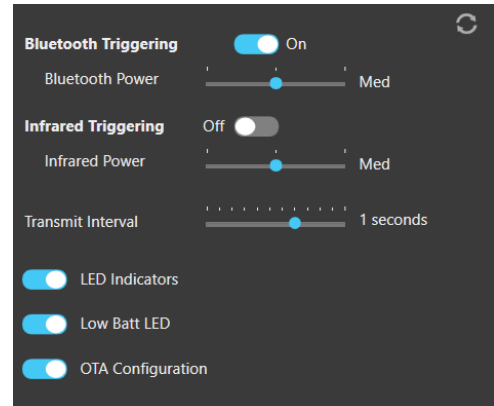 Bluetooth Triggering On
Bluetooth Power Med
Infrared Triggering Off
Infrared Power Med
Transmit Interval 1 seconds
LED Indicators
Low Batt LED
OTA Configuration